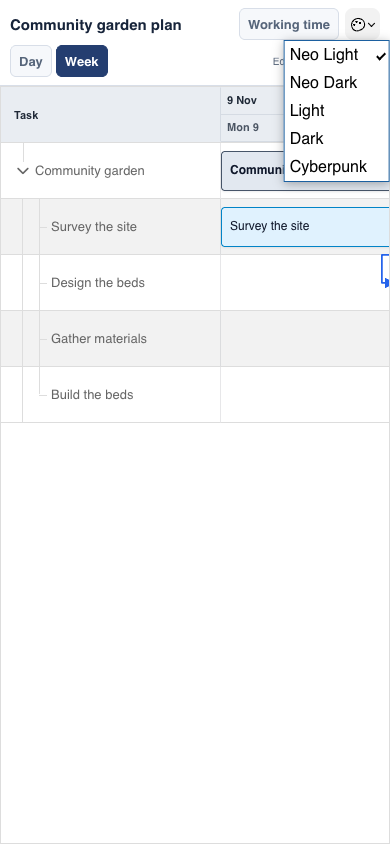 Community garden plan
Working time
Day
Week
Neo Light
Neo Dark
Light
Dark
Cyberpunk
Task
9 Nov
Mon 9
Community garden
Survey the site
Survey the site
Design the beds
Gather materials
Build the beds